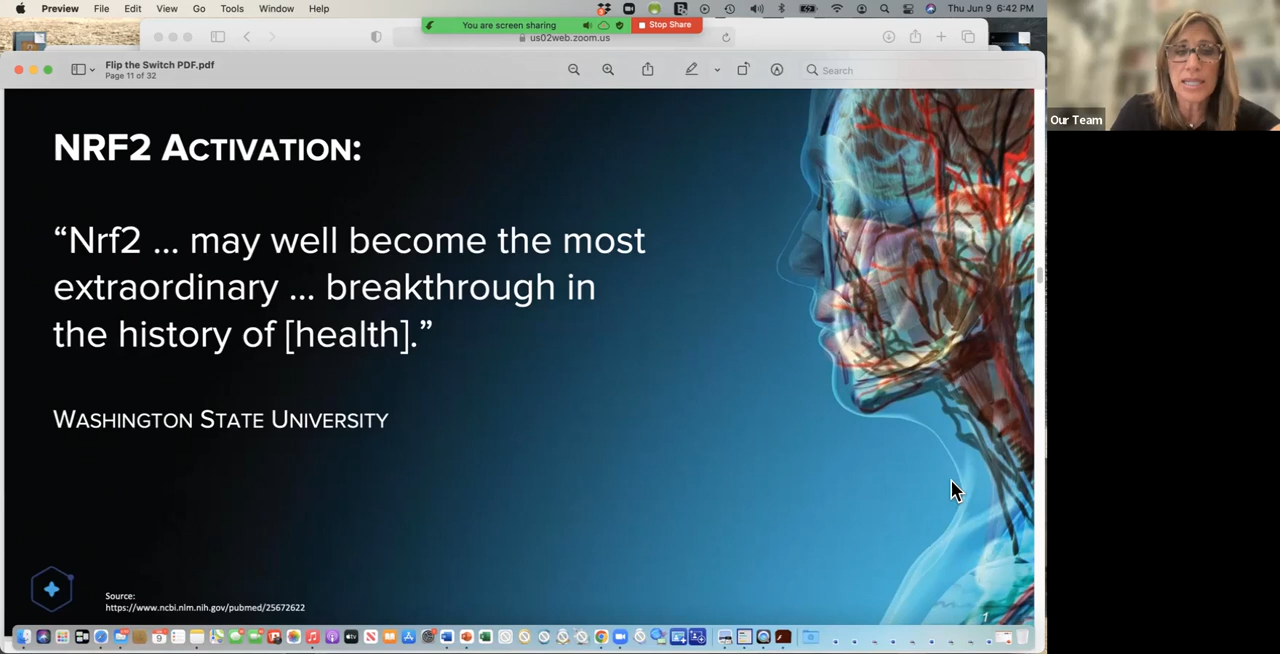 Preview File Edit View Go Tools Window Help
Thu Jun 9 6:42 PM
You are screen sharing
Stop Share
us02web.zoom.us
Flip the Switch PDF.pdf
Page 11 of 32
Search
Our Team
NRF2 ACTIVATION:
“Nrf2 ... may well become the most
extraordinary ... breakthrough in
the history of [health].”
WASHINGTON STATE UNIVERSITY
Source:
https://www.ncbi.nlm.nih.gov/pubmed/25672622
1